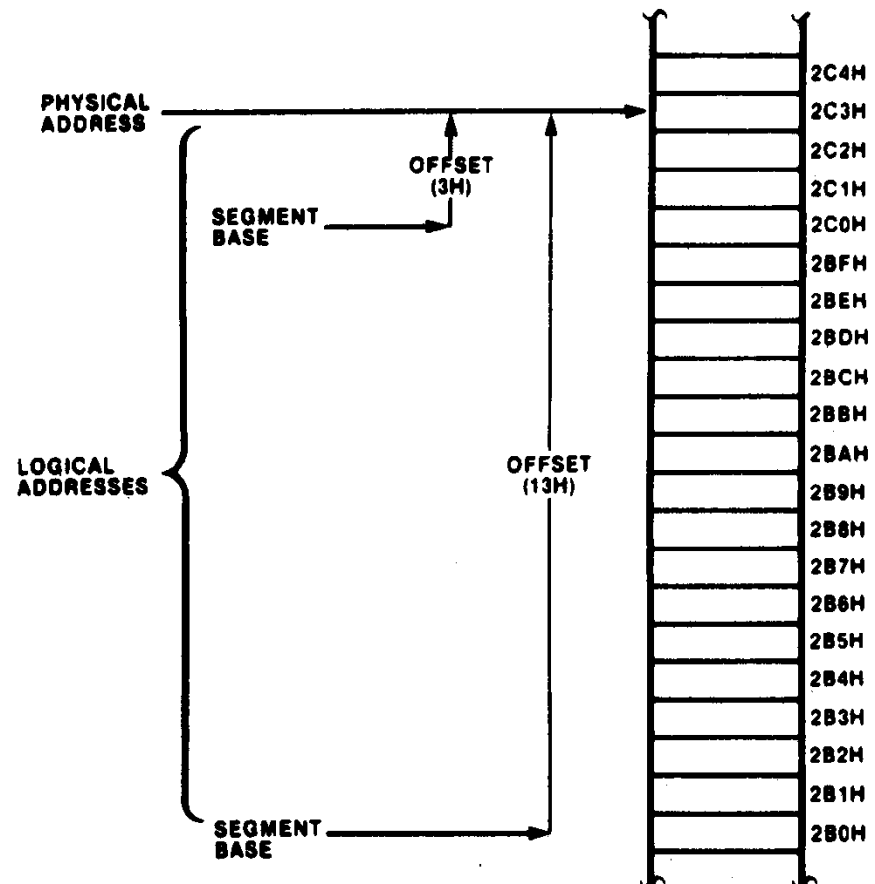 PHYSICAL
ADDRESS
OFFSET
(3H)
SEGMENT
BASE
LOGICAL
ADDRESSES
OFFSET
(13H)
SEGMENT
BASE
2C4H
2C3H
2C2H
2C1H
2C0H
2BFH
2BEH
2BDH
2BCH
2BBH
2BAH
2B9H
2B8H
2B7H
2B6H
2B5H
2B4H
2B3H
2B2H
2B1H
2B0H